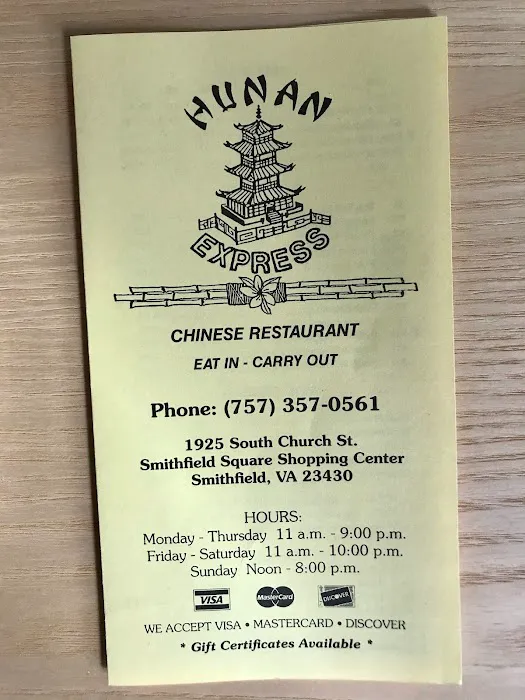 HUNAN
EXPRESS
CHINESE RESTAURANT
EAT IN - CARRY OUT
Phone: (757) 357-0561
1925 South Church St.
Smithfield Square Shopping Center
Smithfield, VA 23430
HOURS:
Monday - Thursday 11 a.m. - 9:00 p.m.
Friday - Saturday 11 a.m. - 10:00 p.m.
Sunday Noon - 8:00 p.m.
VISA MasterCard DISCOVER
WE ACCEPT VISA • MASTERCARD • DISCOVER
* Gift Certificates Available *